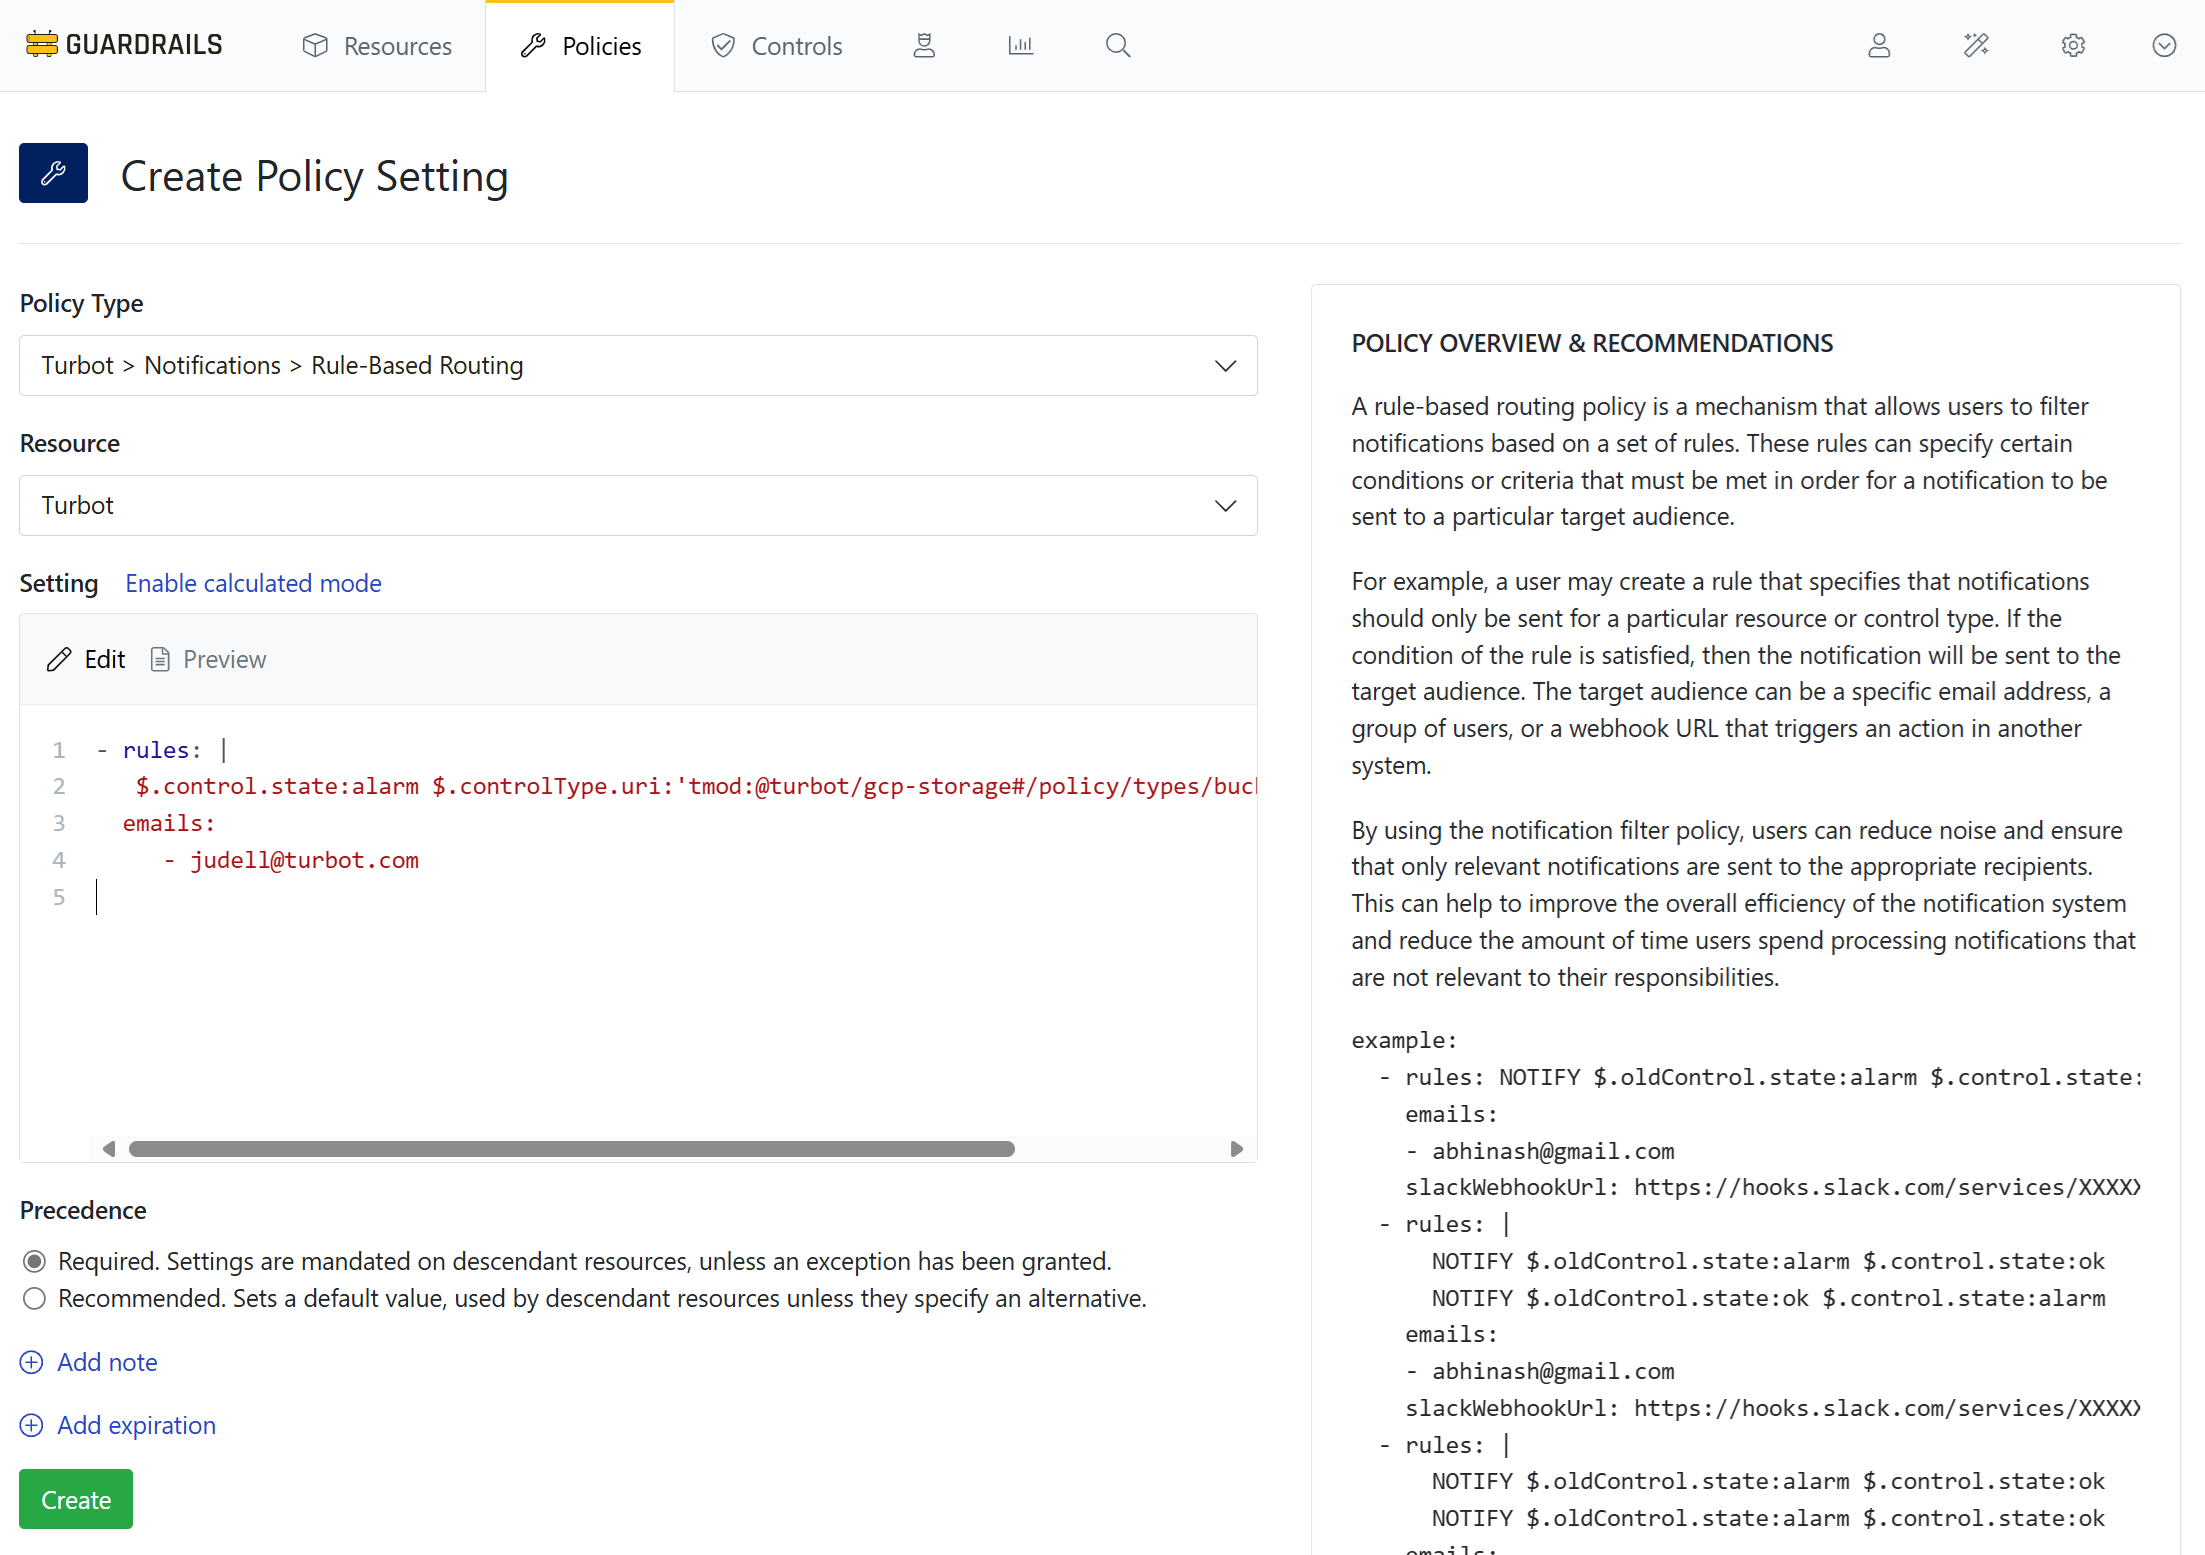 GUARDRAILS
Resources
Policies
Controls
Create Policy Setting
Policy Type
Turbot > Notifications > Rule-Based Routing
Resource
Turbot
Setting Enable calculated mode
Edit Preview
1 - rules: |
2 $.control.state:alarm $.controlType.uri:'tmod:@turbot/gcp-storage#/policy/types/buc
3 emails:
4 - judell@turbot.com
5
Precedence
Required. Settings are mandated on descendant resources, unless an exception has been granted.
Recommended. Sets a default value, used by descendant resources unless they specify an alternative.
Add note
Add expiration
Create
POLICY OVERVIEW & RECOMMENDATIONS
A rule-based routing policy is a mechanism that allows users to filter
notifications based on a set of rules. These rules can specify certain
conditions or criteria that must be met in order for a notification to be
sent to a particular target audience.
For example, a user may create a rule that specifies that notifications
should only be sent for a particular resource or control type. If the
condition of the rule is satisfied, then the notification will be sent to the
target audience. The target audience can be a specific email address, a
group of users, or a webhook URL that triggers an action in another
system.
By using the notification filter policy, users can reduce noise and ensure
that only relevant notifications are sent to the appropriate recipients.
This can help to improve the overall efficiency of the notification system
and reduce the amount of time users spend processing notifications that
are not relevant to their responsibilities.
example:
- rules: NOTIFY $.oldControl.state:alarm $.control.state:
emails:
- abhinash@gmail.com
slackWebhookUrl: https://hooks.slack.com/services/XXXXX
- rules: |
NOTIFY $.oldControl.state:alarm $.control.state:ok
NOTIFY $.oldControl.state:ok $.control.state:alarm
emails:
- abhinash@gmail.com
slackWebhookUrl: https://hooks.slack.com/services/XXXXX
- rules: |
NOTIFY $.oldControl.state:alarm $.control.state:ok
NOTIFY $.oldControl.state:alarm $.control.state:ok
emails: